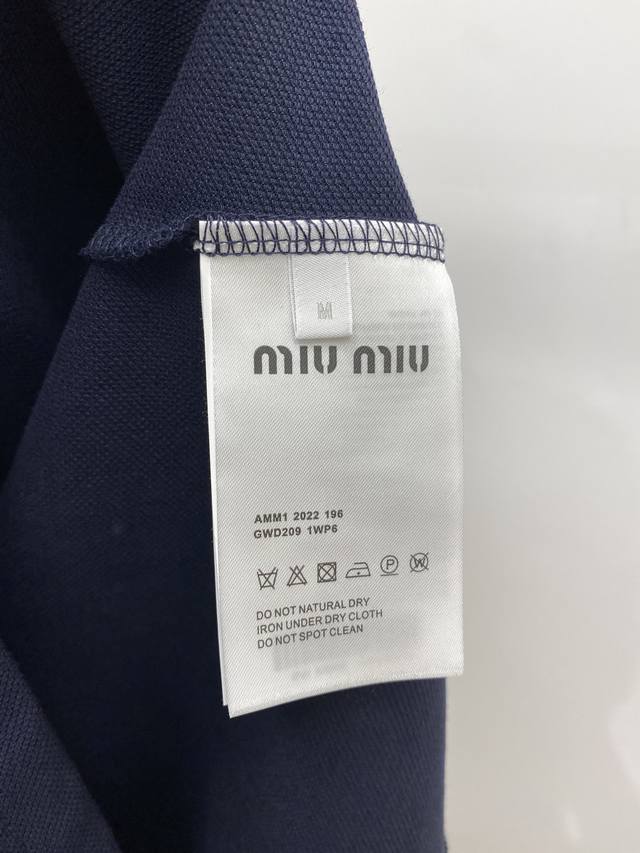 M
miu miu
AMM1 2022 196
GWD209 1WP6
P
W
DO NOT NATURAL DRY
IRON UNDER DRY CLOTH
DO NOT SPOT CLEAN